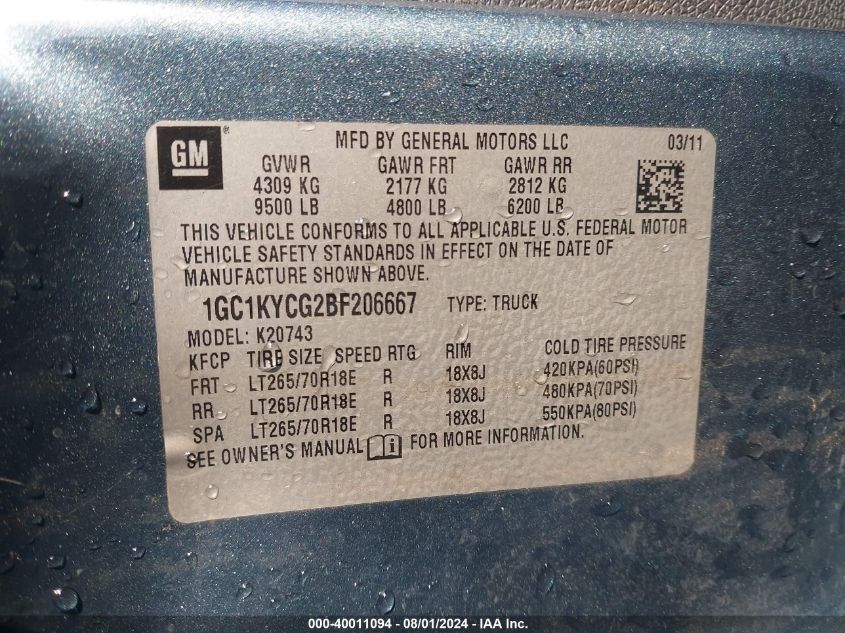 GM ®
MFD BY GENERAL MOTORS LLC 03/11
GVWR GAWR FRT GAWR RR
4309 KG 2177 KG 2812 KG
9500 LB 4800 LB 6200 LB
THIS VEHICLE CONFORMS TO ALL APPLICABLE U.S. FEDERAL MOTOR
VEHICLE SAFETY STANDARDS IN EFFECT ON THE DATE OF
MANUFACTURE SHOWN ABOVE.
1GC1KYCG2BF206667 TYPE: TRUCK
MODEL: K20743
KFCP TIRE SIZE SPEED RTG RIM COLD TIRE PRESSURE
FRT LT265/70R18E R 18X8J 420KPA(60PSI)
RR LT265/70R18E R 18X8J 480KPA(70PSI)
SPA LT265/70R18E R 18X8J 550KPA(80PSI)
SEE OWNER'S MANUAL i FOR MORE INFORMATION.
000-40011094 - 08/01/2024 - IAA Inc.